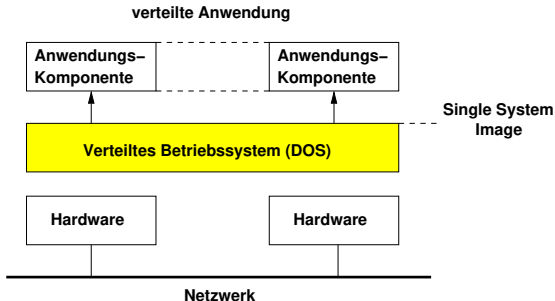 verteilte Anwendung
Anwendungs–
Komponente
Anwendungs–
Komponente
Single System
Image
Verteiltes Betriebssystem (DOS)
Hardware
Hardware
Netzwerk